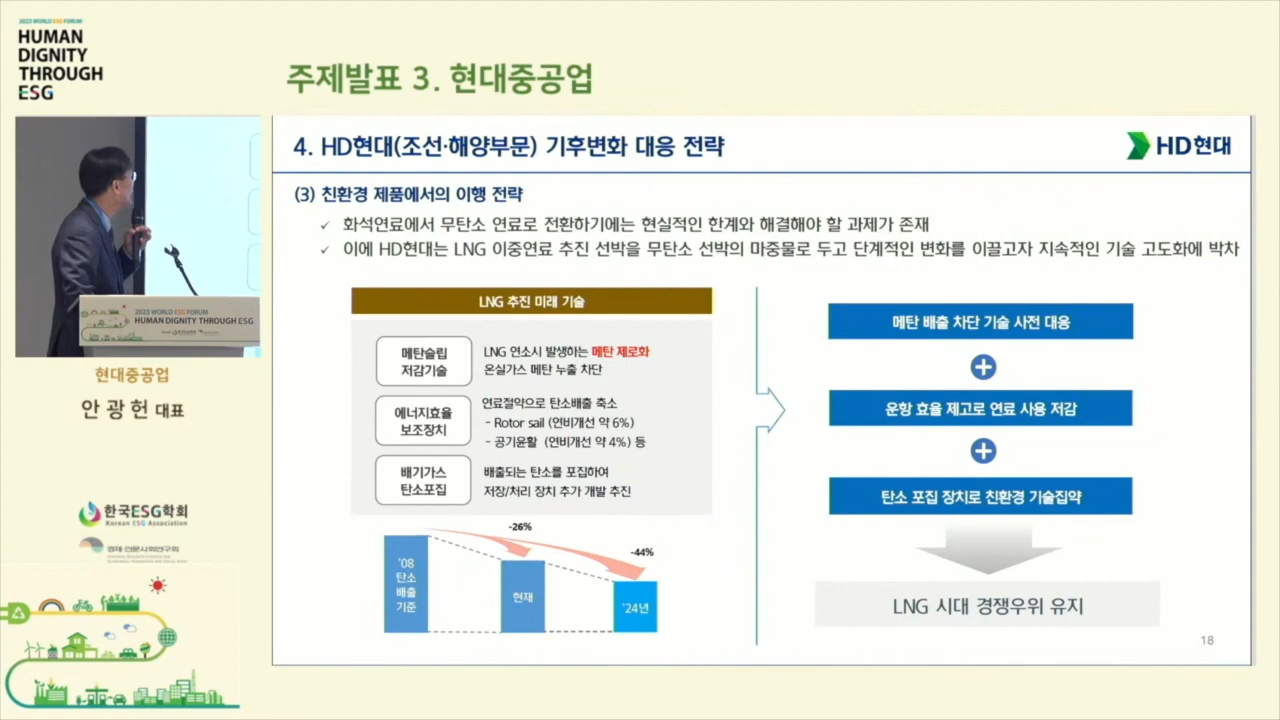 2023 WORLD ESG FORUM
HUMAN
DIGNITY
THROUGH
ESG
주제발표 3. 현대중공업
4. HD현대(조선·해양부문) 기후변화 대응 전략
HD현대
(3) 친환경 제품에서의 이행 전략
✓ 화석연료에서 무탄소 연료로 전환하기에는 현실적인 한계와 해결해야 할 과제가 존재
✓ 이에 HD현대는 LNG 이중연료 추진 선박을 무탄소 선박의 마중물로 두고 단계적인 변화를 이끌고자 지속적인 기술 고도화에 박차
LNG 추진 미래 기술
메탄슬립
저감기술
LNG 연소시 발생하는 메탄 제로화
온실가스 메탄 누출 차단
에너지효율
보조장치
연료절약으로 탄소배출 축소
- Rotor sail (연비개선 약 6%)
- 공기윤활 (연비개선 약 4%) 등
배기가스
탄소포집
배출되는 탄소를 포집하여
저장/처리 장치 추가 개발 추진
-26%
-44%
'08
탄소
배출
기준
현재
'24년
메탄 배출 차단 기술 사전 대응
운항 효율 제고로 연료 사용 저감
탄소 포집 장치로 친환경 기술집약
LNG 시대 경쟁우위 유지
18
2023 WORLD ESG FORUM
HUMAN DIGNITY THROUGH ESG
현대중공업
안 광 헌 대표
한국ESG학회
Korean ESG Association
경제·인문사회연구회